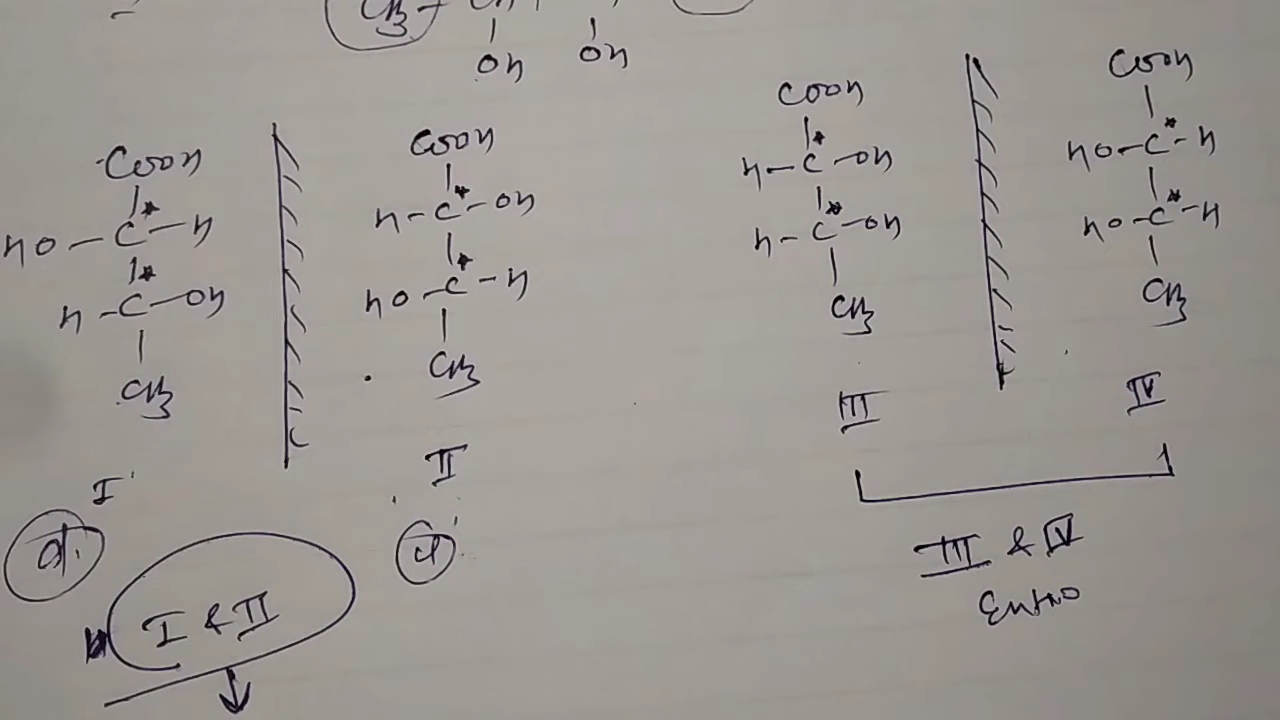 CH3 - CH
OH OH
COOH
HO - C* - H
H - C* - OH
CH3
I
COOH
H - C* - OH
HO - C* - H
CH3
II
d
I & II
COOH
H - C* - OH
H - C* - OH
CH3
III
COOH
HO - C* - H
HO - C* - H
CH3
IV
III & IV